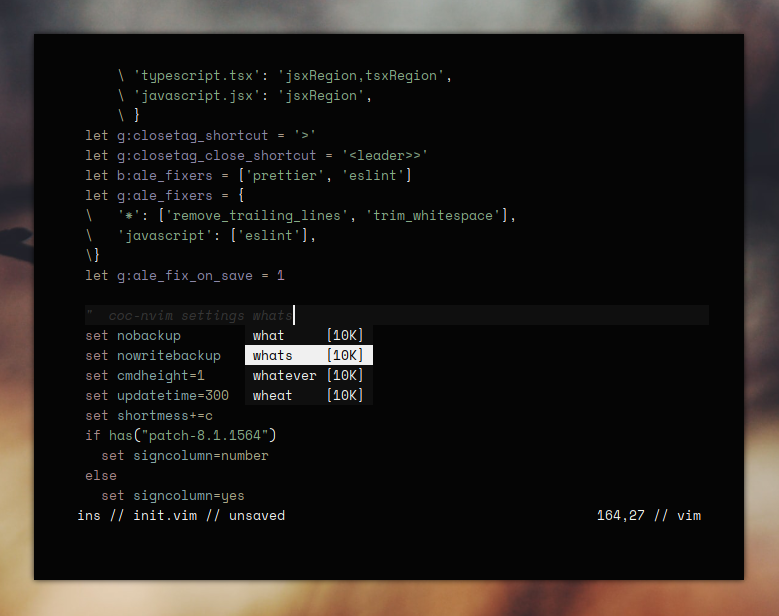 \ 'typescript.tsx': 'jsxRegion,tsxRegion',
\ 'javascript.jsx': 'jsxRegion',
\ }
let g:closetag_shortcut = '>'
let g:closetag_close_shortcut = '<leader>>'
let b:ale_fixers = ['prettier', 'eslint']
let g:ale_fixers = {
\   '*': ['remove_trailing_lines', 'trim_whitespace'],
\   'javascript': ['eslint'],
\}
let g:ale_fix_on_save = 1
"  coc-nvim settings whats
set nobackup what [10K]
set nowritebackup whats [10K]
set cmdheight=1 whatever [10K]
set updatetime=300 wheat [10K]
set shortmess+=c
if has("patch-8.1.1564")
  set signcolumn=number
else
  set signcolumn=yes
ins // init.vim // unsaved 164,27 // vim